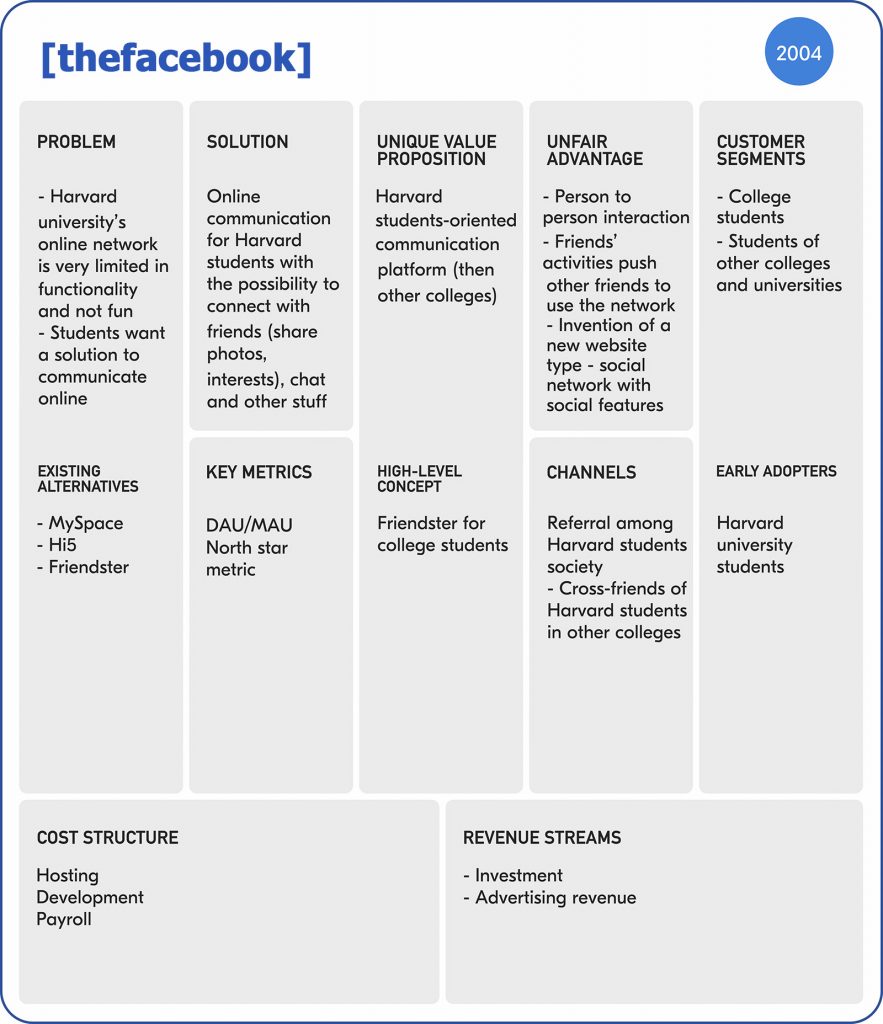 [thefacebook]
2004
PROBLEM
- Harvard
university's
online network
is very limited in
functionality
and not fun
- Students want
a solution to
communicate
online
EXISTING
ALTERNATIVES
- MySpace
- Hi5
- Friendster
SOLUTION
Online
communication
for Harvard
students with
the possibility to
connect with
friends (share
photos,
interests), chat
and other stuff
KEY METRICS
DAU/MAU
North star
metric
UNIQUE VALUE
PROPOSITION
Harvard
students-oriented
communication
platform (then
other colleges)
HIGH-LEVEL
CONCEPT
Friendster for
college students
UNFAIR
ADVANTAGE
- Person to
person interaction
- Friends'
activities push
other friends to
use the network
- Invention of a
new website
type - social
network with
social features
CHANNELS
Referral among
Harvard students
society
- Cross-friends of
Harvard students
in other colleges
CUSTOMER
SEGMENTS
- College
students
- Students of
other colleges
and universities
EARLY ADOPTERS
Harvard
university
students
COST STRUCTURE
Hosting
Development
Payroll
REVENUE STREAMS
- Investment
- Advertising revenue